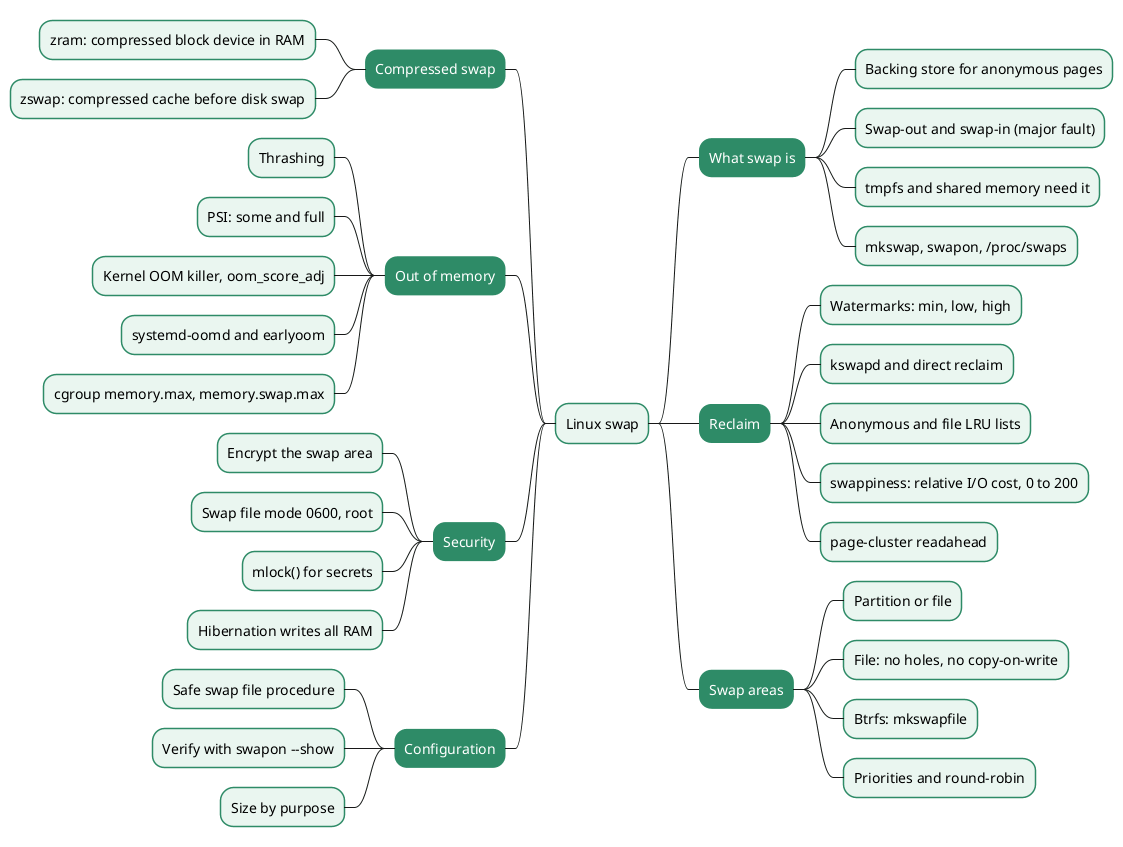 Linux swap
What swap is
Backing store for anonymous pages
Swap-out and swap-in (major fault)
tmpfs and shared memory need it
mkswap, swapon, /proc/swaps
Reclaim
Watermarks: min, low, high
kswapd and direct reclaim
Anonymous and file LRU lists
swappiness: relative I/O cost, 0 to 200
page-cluster readahead
Swap areas
Partition or file
File: no holes, no copy-on-write
Btrfs: mkswapfile
Priorities and round-robin
Compressed swap
zram: compressed block device in RAM
zswap: compressed cache before disk swap
Out of memory
Thrashing
PSI: some and full
Kernel OOM killer, oom_score_adj
systemd-oomd and earlyoom
cgroup memory.max, memory.swap.max
Security
Encrypt the swap area
Swap file mode 0600, root
mlock() for secrets
Hibernation writes all RAM
Configuration
Safe swap file procedure
Verify with swapon --show
Size by purpose